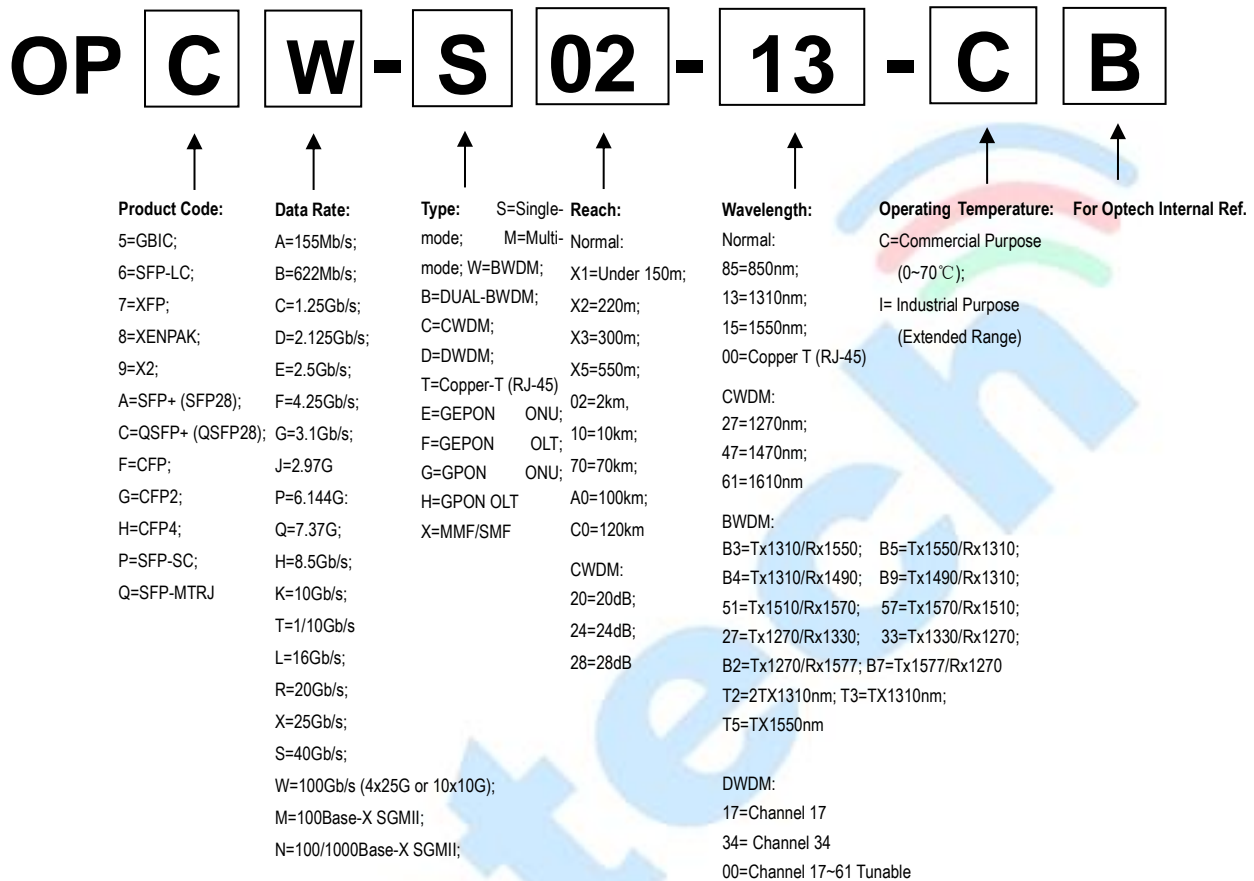 OP C W - S 02 - 13 - C B
Product Code:
5=GBIC;
6=SFP-LC;
7=XFP;
8=XENPAK;
9=X2;
A=SFP+ (SFP28);
C=QSFP+ (QSFP28);
F=CFP;
G=CFP2;
H=CFP4;
P=SFP-SC;
Q=SFP-MTRJ
Data Rate:
A=155Mb/s;
B=622Mb/s;
C=1.25Gb/s;
D=2.125Gb/s;
E=2.5Gb/s;
F=4.25Gb/s;
G=3.1Gb/s;
J=2.97G
P=6.144G:
Q=7.37G;
H=8.5Gb/s;
K=10Gb/s;
T=1/10Gb/s
L=16Gb/s;
R=20Gb/s;
X=25Gb/s;
S=40Gb/s;
W=100Gb/s (4x25G or 10x10G);
M=100Base-X SGMII;
N=100/1000Base-X SGMII;
Type: S=Single-
mode; M=Multi-
mode; W=BWDM;
B=DUAL-BWDM;
C=CWDM;
D=DWDM;
T=Copper-T (RJ-45)
E=GEPON ONU;
F=GEPON OLT;
G=GPON ONU;
H=GPON OLT
X=MMF/SMF
Reach:
Normal:
X1=Under 150m;
X2=220m;
X3=300m;
X5=550m;
02=2km,
10=10km;
70=70km;
A0=100km;
C0=120km
CWDM:
20=20dB;
24=24dB;
28=28dB
Wavelength:
Normal:
85=850nm;
13=1310nm;
15=1550nm;
00=Copper T (RJ-45)
CWDM:
27=1270nm;
47=1470nm;
61=1610nm
BWDM:
B3=Tx1310/Rx1550; B5=Tx1550/Rx1310;
B4=Tx1310/Rx1490; B9=Tx1490/Rx1310;
51=Tx1510/Rx1570; 57=Tx1570/Rx1510;
27=Tx1270/Rx1330; 33=Tx1330/Rx1270;
B2=Tx1270/Rx1577; B7=Tx1577/Rx1270
T2=2TX1310nm; T3=TX1310nm;
T5=TX1550nm
DWDM:
17=Channel 17
34= Channel 34
00=Channel 17~61 Tunable
Operating Temperature:
C=Commercial Purpose
(0~70℃);
I= Industrial Purpose
(Extended Range)
For Optech Internal Ref.
tech